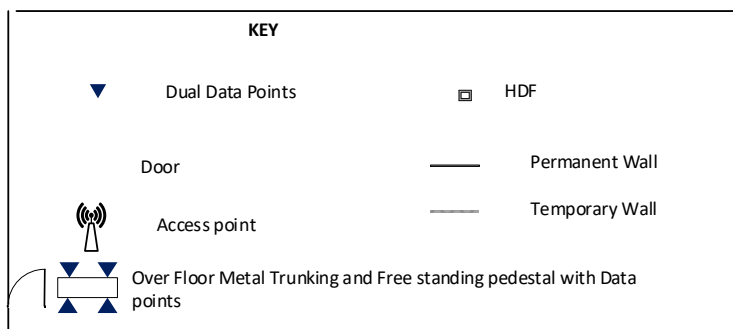 KEY
Dual Data Points
HDF
Door
Permanent Wall
Temporary Wall
Access point
Over Floor Metal Trunking and Free standing pedestal with Data
points